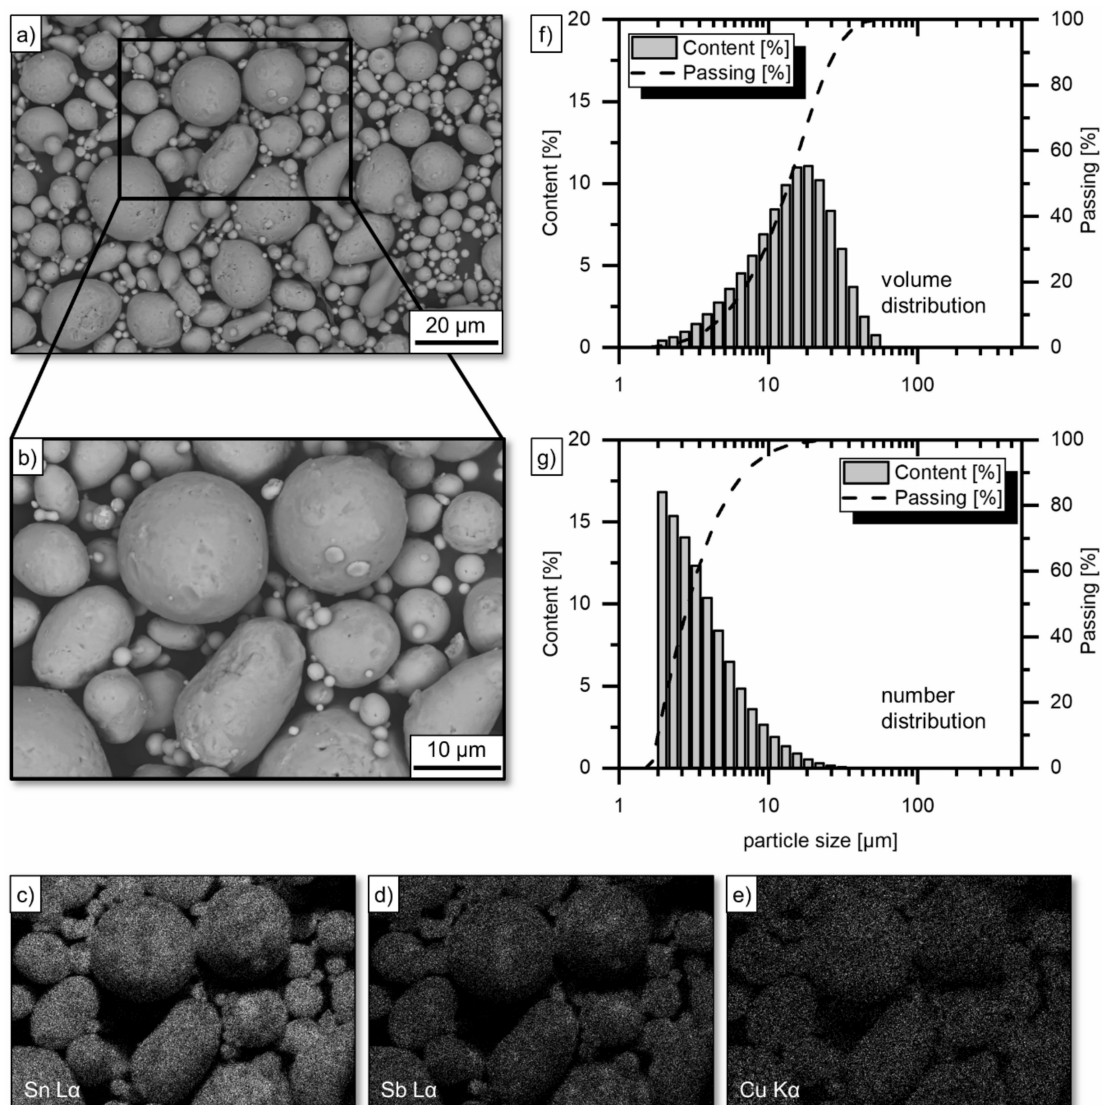 a)
20 µm
b)
10 µm
f)
20
15
10
5
0
Content [%]
Content [%]
Passing [%]
volume
distribution
100
80
60
40
20
0
Passing [%]
1
10
100
g)
20
15
10
5
0
Content [%]
Content [%]
Passing [%]
number
distribution
100
80
60
40
20
0
Passing [%]
1
10
100
particle size [µm]
c)
Sn Lα
d)
Sb Lα
e)
Cu Kα